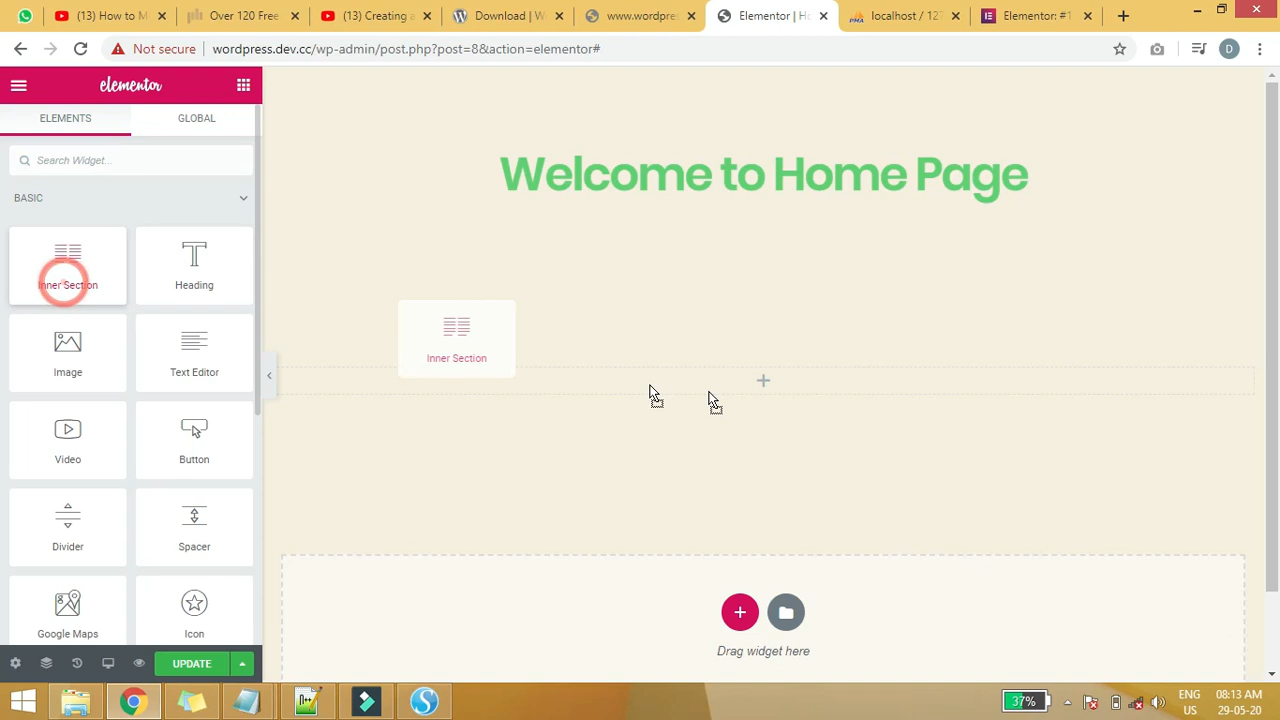 (13) How to M
Over 120 Free
(13) Creating a
Download | W
www.wordpre
Elementor | H
localhost / 127
Elementor: #1
Not secure
wordpress.dev.cc/wp-admin/post.php?post=8&action=elementor#
D
elementor
ELEMENTS
GLOBAL
Search Widget...
BASIC
Inner Section
Heading
Image
Text Editor
Video
Button
Divider
Spacer
Google Maps
Icon
UPDATE
Welcome to Home Page
Inner Section
Drag widget here
37%
ENG
US
08:13 AM
29-05-20